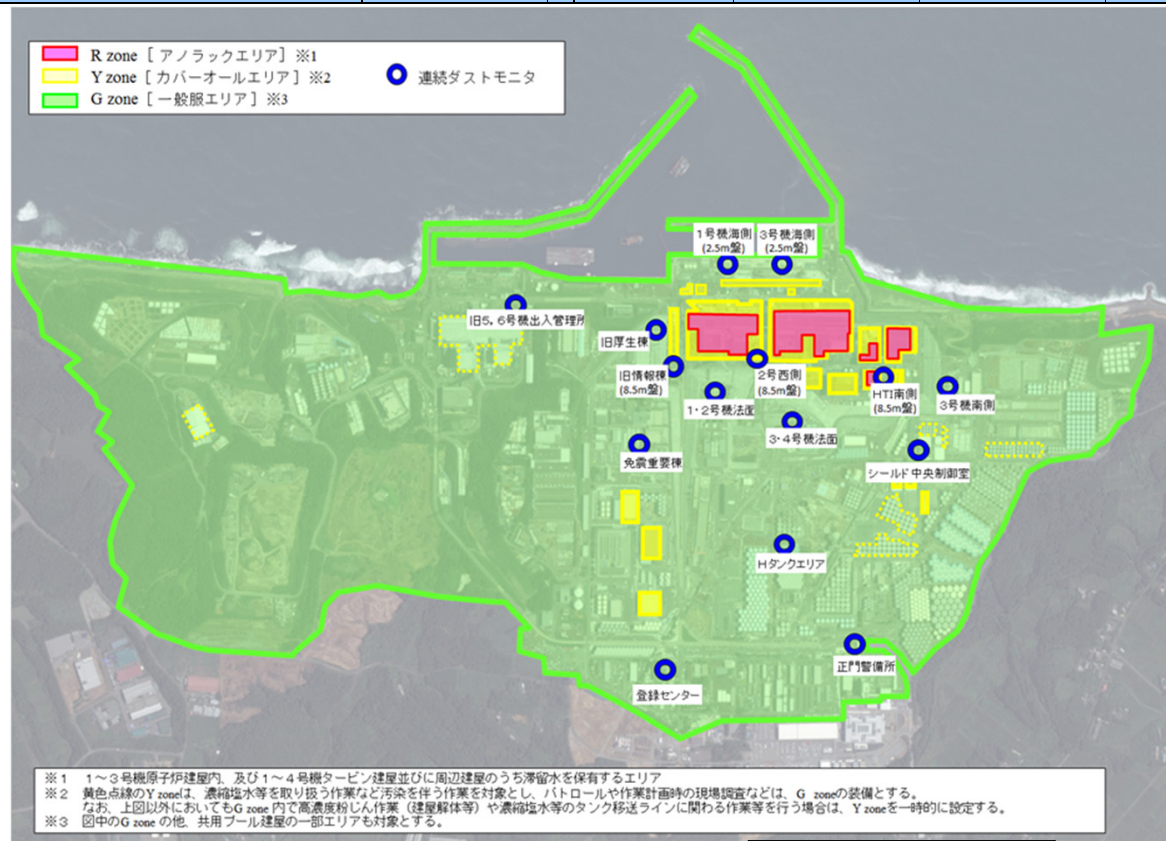 R zone [ アノラックエリア] ※1
Y zone [ カバーオールエリア] ※2
G zone [ 一般服エリア] ※3
連続ダストモニタ
1号機海側
(2.5m盤)
3号機海側
(2.5m盤)
旧5．6号機出入管理所
旧厚生棟
旧情報棟
(8.5m盤)
2号西側
(8.5m盤)
1・2号機法面
HTI南側
(8.5m盤)
3号機南側
3・4号機法面
免震重要棟
シールド中央制御室
Hタンクエリア
正門警備所
登録センター
※１　１～３号機原子炉建屋内、及び１～４号機タービン建屋並びに周辺建屋のうち滞留水を保有するエリア
※２　黄色点線のY zoneは、濃縮塩水等を取り扱う作業など汚染を伴う作業を対象とし、パトロールや作業計画時の現場調査などは、G zoneの装備とする。
なお、上図以外においてもG zone 内で高濃度粉じん作業（建屋解体等）や濃縮塩水等のタンク移送ラインに関わる作業等を行う場合は、Y zoneを一時的に設定する。
※３　図中のG zone の他、共用プール建屋の一部エリアも対象とする。